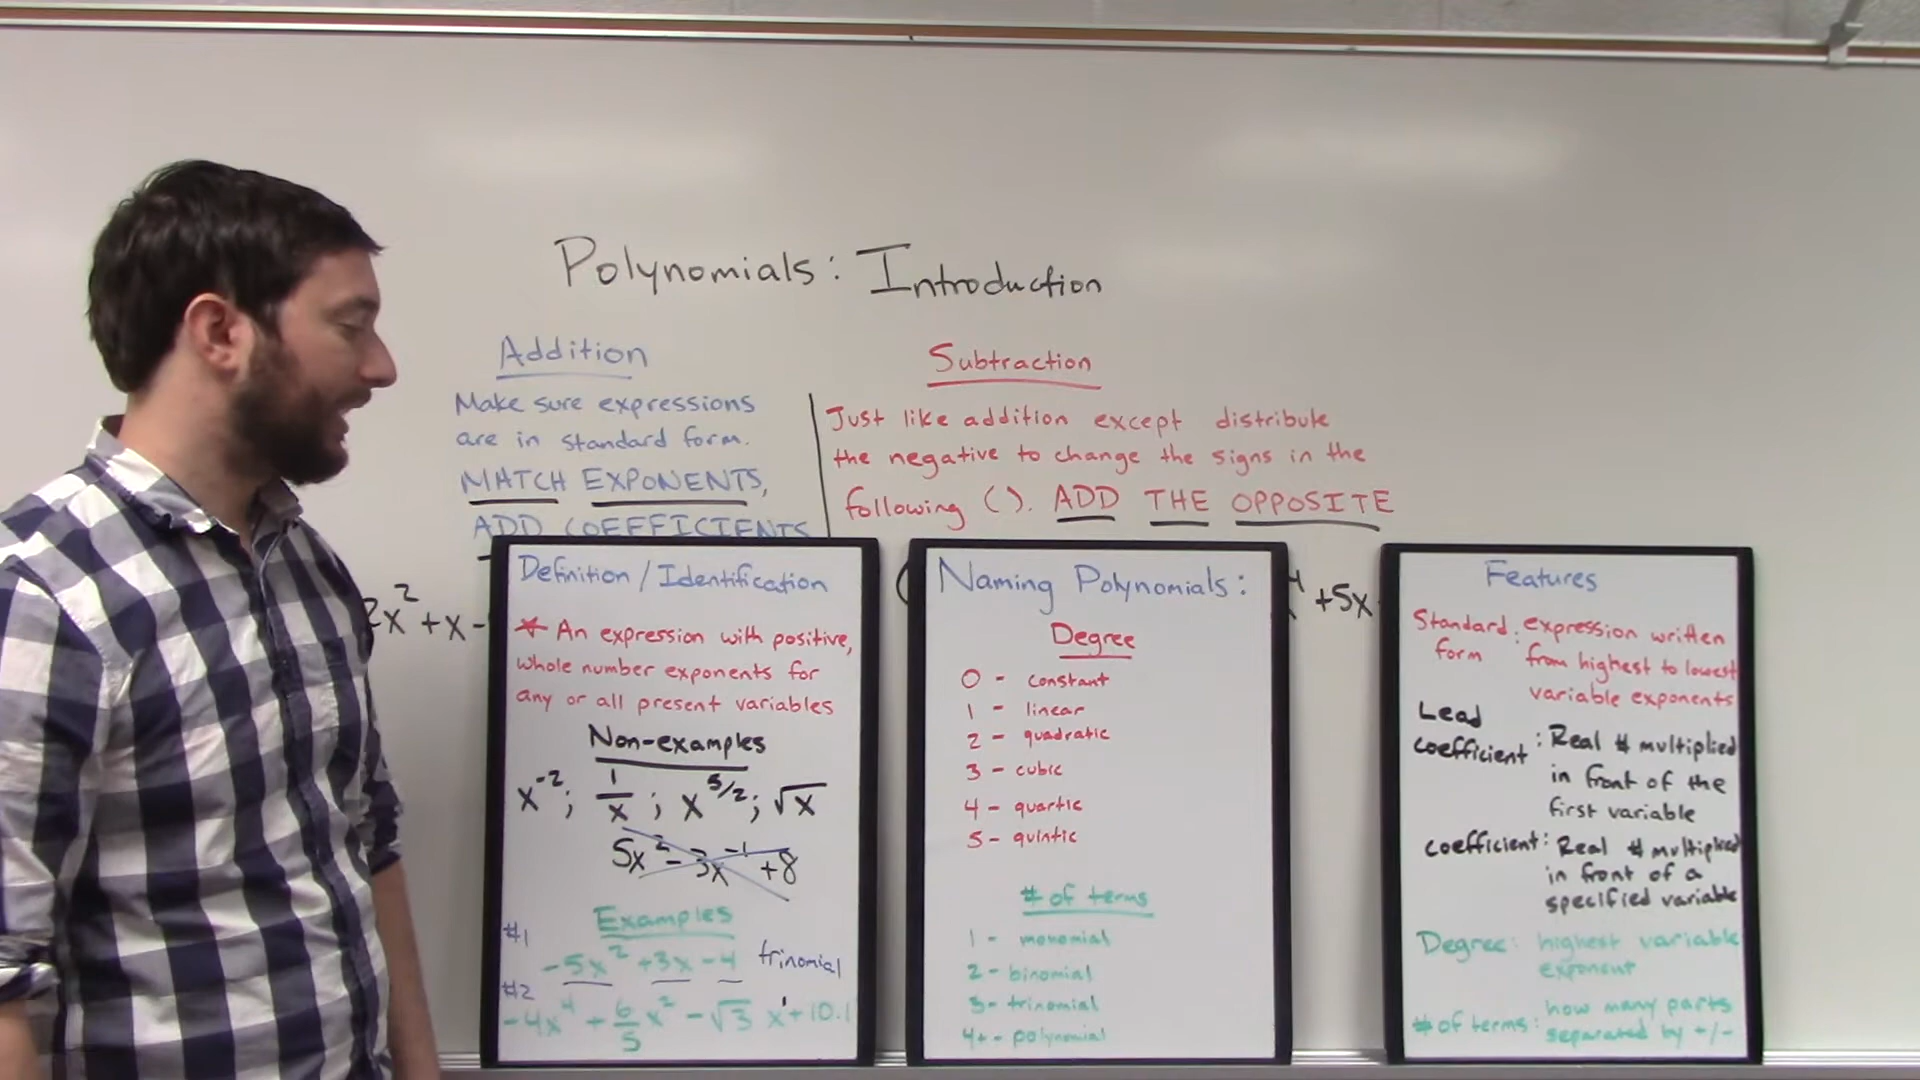 Polynomials: Introduction
Addition
Make sure expressions
are in standard form.
MATCH EXPONENTS,
ADD COEFFICIENTS
Subtraction
Just like addition except distribute
the negative to change the signs in the
following ( ). ADD THE OPPOSITE
2x² + x -
+5x
Definition / Identification
* An expression with positive,
whole number exponents for
any or all present variables
Non-examples
x⁻²; 1/x; x^5/2; √x
5x² - 3x⁻¹ + 8
Examples
#1 -5x² + 3x - 4 trinomial
#2 -4x⁴ + 6/5 x² - √3 x¹ + 10.1
Naming Polynomials:
Degree
0 - constant
1 - linear
2 - quadratic
3 - cubic
4 - quartic
5 - quintic
# of terms
1 - monomial
2 - binomial
3 - trinomial
4+ - polynomial
Features
Standard form: expression written
from highest to lowest
variable exponents
Lead coefficient: Real # multiplied
in front of the
first variable
coefficient: Real # multiplied
in front of a
specified variable
Degree: highest variable
exponent
# of terms: how many parts
separated by +/-